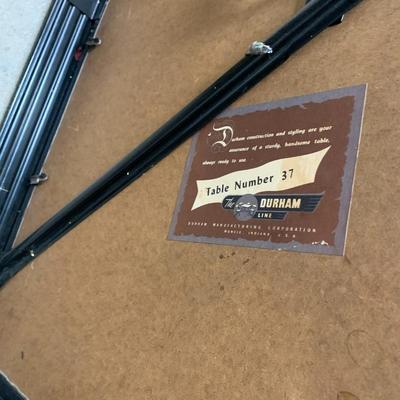 Durham construction and styling are your
assurance of a sturdy, handsome table,
always ready to use.
Table Number 37
The DURHAM
LINE
DURHAM MANUFACTURING CORPORATION
MUNCIE, INDIANA U.S.A.